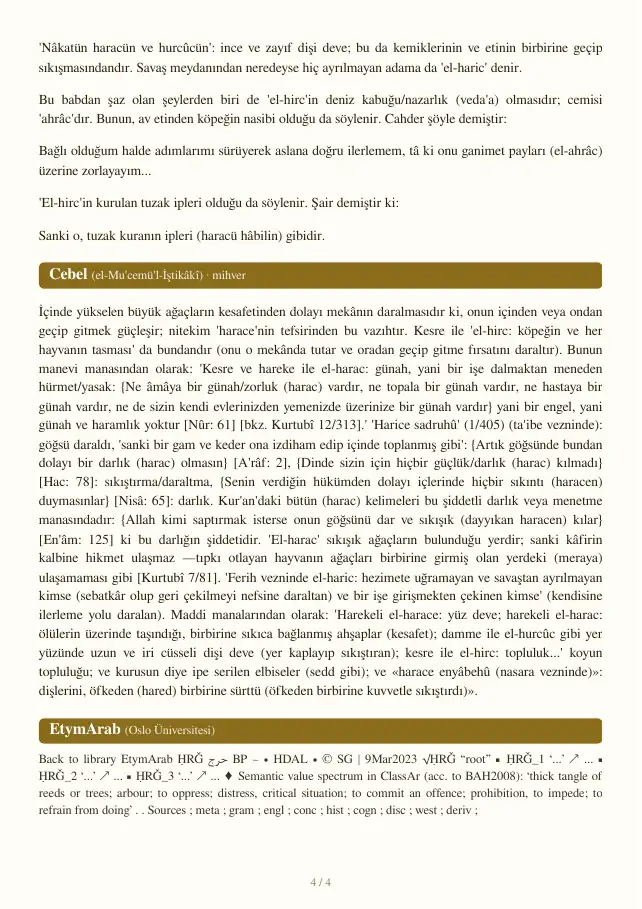 'Nâkatün haracün ve hurcûcün': ince ve zayıf dişi deve; bu da kemiklerinin ve etinin birbirine geçip
sıkışmasındandır. Savaş meydanından neredeyse hiç ayrılmayan adama da 'el-haric' denir.
Bu babdan şaz olan şeylerden biri de 'el-hirc'in deniz kabuğu/nazarlık (veda'a) olmasıdır; cemisi
'ahrâc'dır. Bunun, av etinden köpeğin nasibi olduğu da söylenir. Cahder şöyle demiştir:
Bağlı olduğum halde adımlarımı sürüyerek aslana doğru ilerlemem, tâ ki onu ganimet payları (el-ahrâc)
üzerine zorlayayım...
'El-hirc'in kurulan tuzak ipleri olduğu da söylenir. Şair demiştir ki:
Sanki o, tuzak kuranın ipleri (haracü hâbilin) gibidir.
Cebel (el-Mu'cemü'l-İştikâkî) · mihver
İçinde yükselen büyük ağaçların kesafetinden dolayı mekânın daralmasıdır ki, onun içinden veya ondan
geçip gitmek güçleşir; nitekim 'harace'nin tefsirinden bu vazıhtır. Kesre ile 'el-hirc: köpeğin ve her
hayvanın tasması' da bundandır (onu o mekânda tutar ve oradan geçip gitme fırsatını daraltır). Bunun
manevi manasından olarak: 'Kesre ve hareke ile el-harac: günah, yani bir işe dalmaktan meneden
hürmet/yasak: {Ne âmâya bir günah/zorluk (harac) vardır, ne topala bir günah vardır, ne hastaya bir
günah vardır, ne de sizin kendi evlerinizden yemenizde üzerinize bir günah vardır} yani bir engel, yani
günah ve haramlık yoktur [Nûr: 61] [bkz. Kurtubî 12/313].' 'Harice sadruhû' (1/405) (ta'ibe vezninde):
göğsü daraldı, 'sanki bir gam ve keder ona izdiham edip içinde toplanmış gibi': {Artık göğsünde bundan
dolayı bir darlık (harac) olmasın} [A'râf: 2], {Dinde sizin için hiçbir güçlük/darlık (harac) kılmadı}
[Hac: 78]: sıkıştırma/daraltma, {Senin verdiğin hükümden dolayı içlerinde hiçbir sıkıntı (haracen)
duymasınlar} [Nisâ: 65]: darlık. Kur'an'daki bütün (harac) kelimeleri bu şiddetli darlık veya menetme
manasındadır: {Allah kimi saptırmak isterse onun göğsünü dar ve sıkışık (dayyıkan haracen) kılar}
[En'âm: 125] ki bu darlığın şiddetidir. 'El-harac' sıkışık ağaçların bulunduğu yerdir; sanki kâfirin
kalbine hikmet ulaşmaz —tıpkı otlayan hayvanın ağaçları birbirine girmiş olan yerdeki (meraya)
ulaşamaması gibi [Kurtubî 7/81]. 'Ferih vezninde el-haric: hezimete uğramayan ve savaştan ayrılmayan
kimse (sebatkâr olup geri çekilmeyi nefsine daraltan) ve bir işe girişmekten çekinen kimse' (kendisine
ilerleme yolu daralan). Maddi manalarından olarak: 'Harekeli el-harace: yüz deve; harekeli el-harac:
ölülerin üzerinde taşındığı, birbirine sıkıca bağlanmış ahşaplar (kesafet); damme ile el-hurcûc gibi yer
yüzünde uzun ve iri cüsseli dişi deve (yer kaplayıp sıkıştıran); kesre ile el-hirc: topluluk...' koyun
topluluğu; ve kurusun diye ipe serilen elbiseler (sedd gibi); ve «harace enyâbehû (nasara vezninde)»:
dişlerini, öfkeden (hared) birbirine sürttü (öfkeden birbirine kuvvetle sıkıştırdı)».
EtymArab (Oslo Üniversitesi)
Back to library EtymArab ḤRǦ حرج BP – • HDAL • © SG | 9Mar2023 √ḤRǦ “root” ▪ ḤRǦ_1 ‘...’ ↗ ... ▪
ḤRǦ_2 ‘...’ ↗ ... ▪ ḤRǦ_3 ‘...’ ↗ ... ♦ Semantic value spectrum in ClassAr (acc. to BAH2008): ‘thick tangle of
reeds or trees; arbour; to oppress; distress, critical situation; to commit an offence; prohibition, to impede; to
refrain from doing’ . . Sources ; meta ; gram ; engl ; conc ; hist ; cogn ; disc ; west ; deriv ;
4 / 4